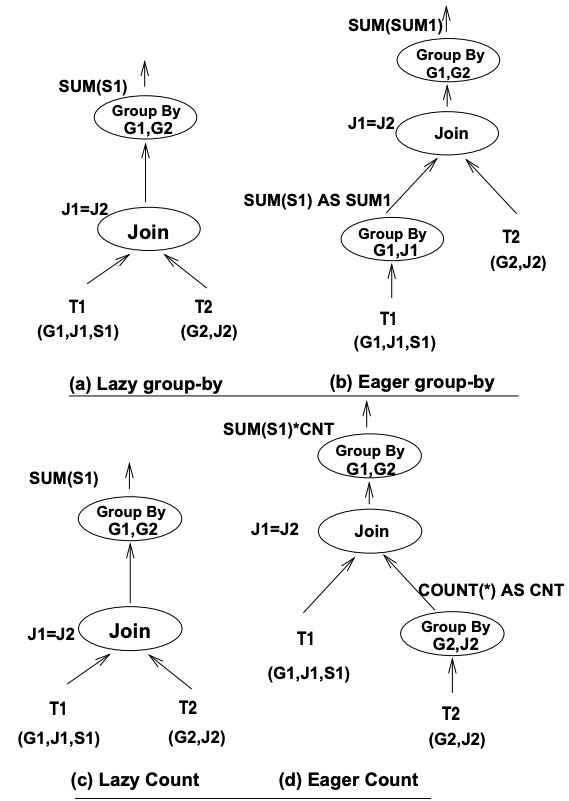 SUM(S1)
Group By
G1,G2
J1=J2
Join
T1
(G1,J1,S1)
T2
(G2,J2)
(a) Lazy group-by
SUM(SUM1)
Group By
G1,G2
J1=J2
Join
SUM(S1) AS SUM1
Group By
G1,J1
T1
(G1,J1,S1)
T2
(G2,J2)
(b) Eager group-by
SUM(S1)
Group By
G1,G2
J1=J2
Join
T1
(G1,J1,S1)
T2
(G2,J2)
(c) Lazy Count
SUM(S1)*CNT
Group By
G1,G2
J1=J2
Join
T1
(G1,J1,S1)
COUNT(*) AS CNT
Group By
G2,J2
T2
(G2,J2)
(d) Eager Count